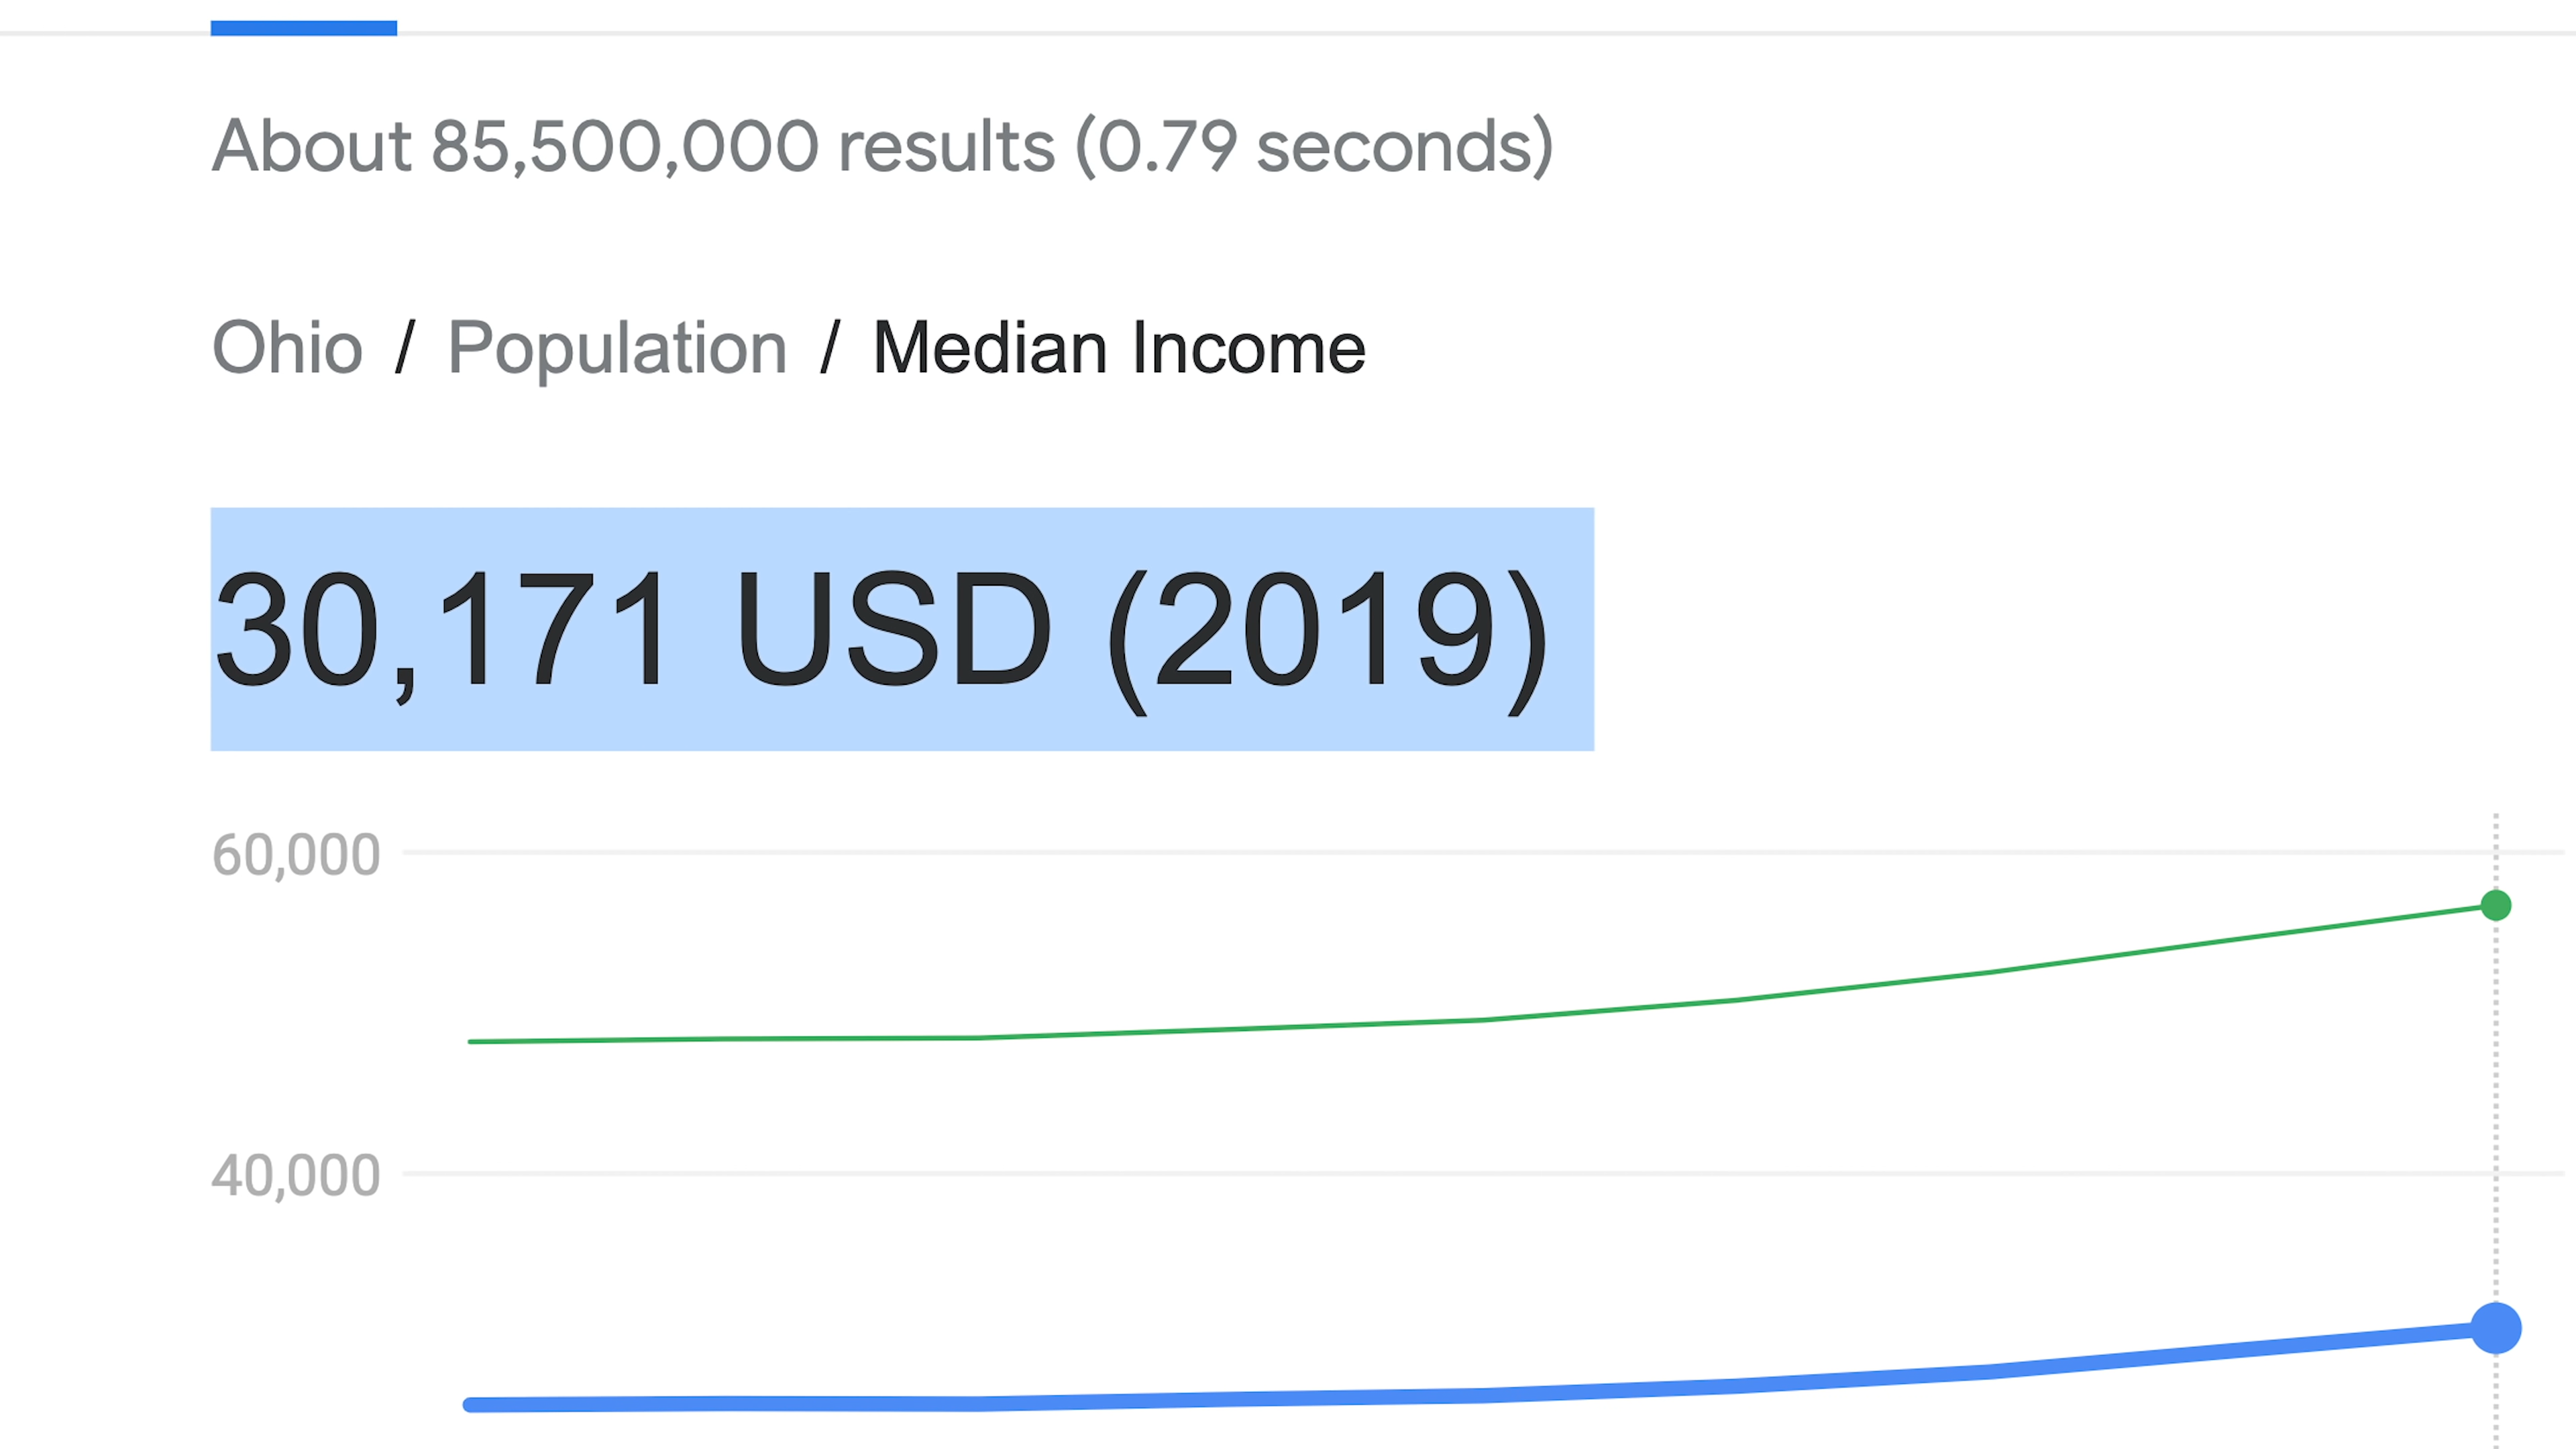 About 85,500,000 results (0.79 seconds)
Ohio / Population / Median Income
30,171 USD (2019)
60,000
40,000